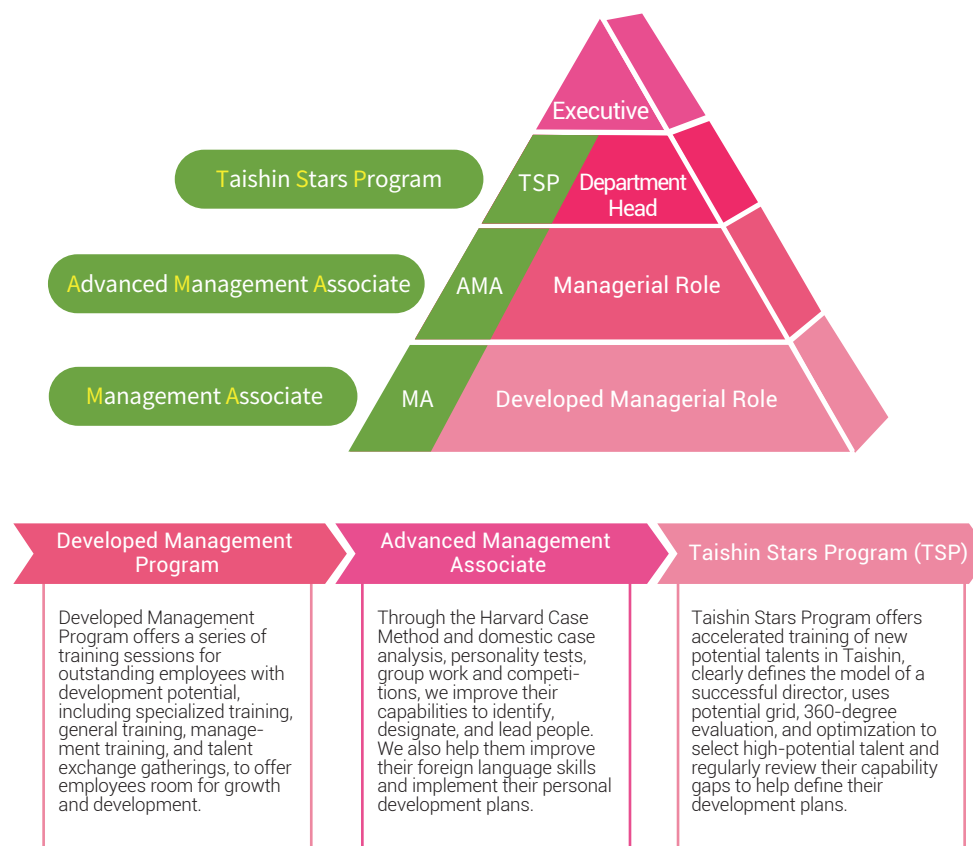 Executive
Taishin Stars Program
TSP
Department
Head
Advanced Management Associate
AMA
Managerial Role
Management Associate
MA
Developed Managerial Role
Developed Management
Program
Developed Management
Program offers a series of
training sessions for
outstanding employees with
development potential,
including specialized training,
general training, manage-
ment training, and talent
exchange gatherings, to offer
employees room for growth
and development.
Advanced Management
Associate
Through the Harvard Case
Method and domestic case
analysis, personality tests,
group work and competi-
tions, we improve their
capabilities to identify,
designate, and lead people.
We also help them improve
their foreign language skills
and implement their personal
development plans.
Taishin Stars Program (TSP)
Taishin Stars Program offers
accelerated training of new
potential talents in Taishin,
clearly defines the model of a
successful director, uses
potential grid, 360-degree
evaluation, and optimization to
select high-potential talent and
regularly review their capability
gaps to help define their
development plans.